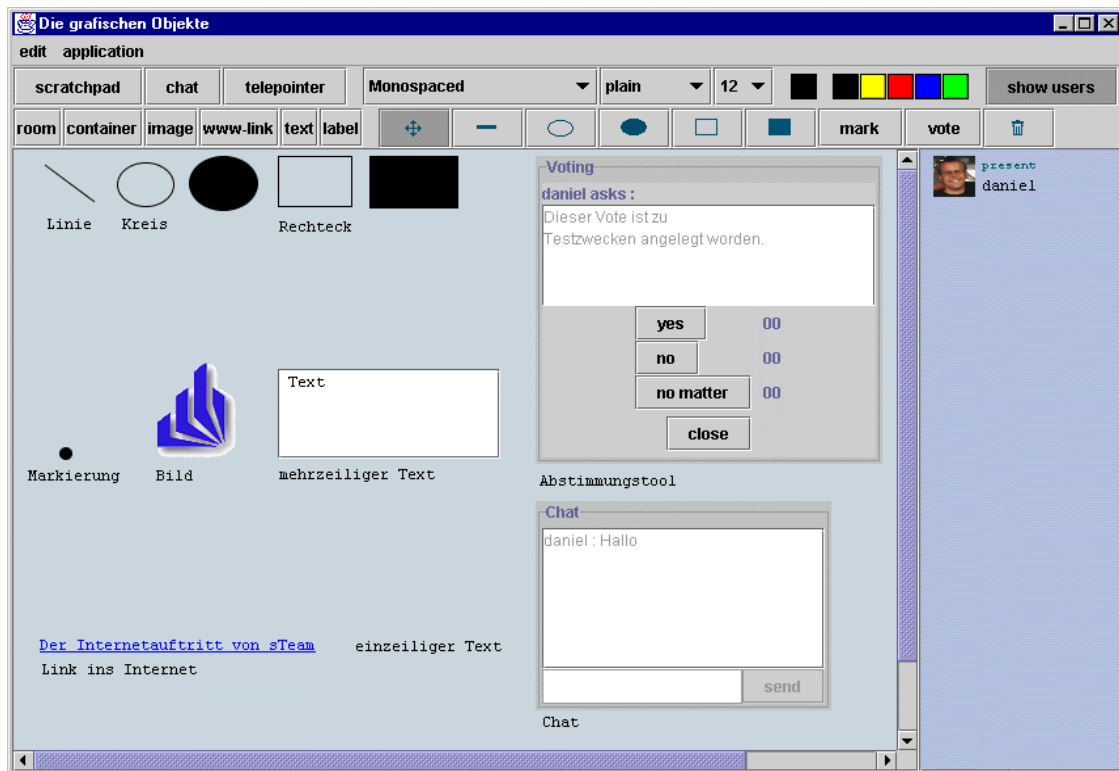 Die grafischen Objekte
edit application
scratchpad chat telepointer Monospaced plain 12 show users
room container image www-link text label mark vote
present
daniel
Linie Kreis
Rechteck
Voting
daniel asks :
Dieser Vote ist zu
Testzwecken angelegt worden.
yes 00
no 00
no matter 00
close
Abstimmungstool
Text
Markierung Bild mehrzeiliger Text
Chat
daniel : Hallo
send
Chat
Der Internetauftritt von sTeam einzeiliger Text
Link ins Internet